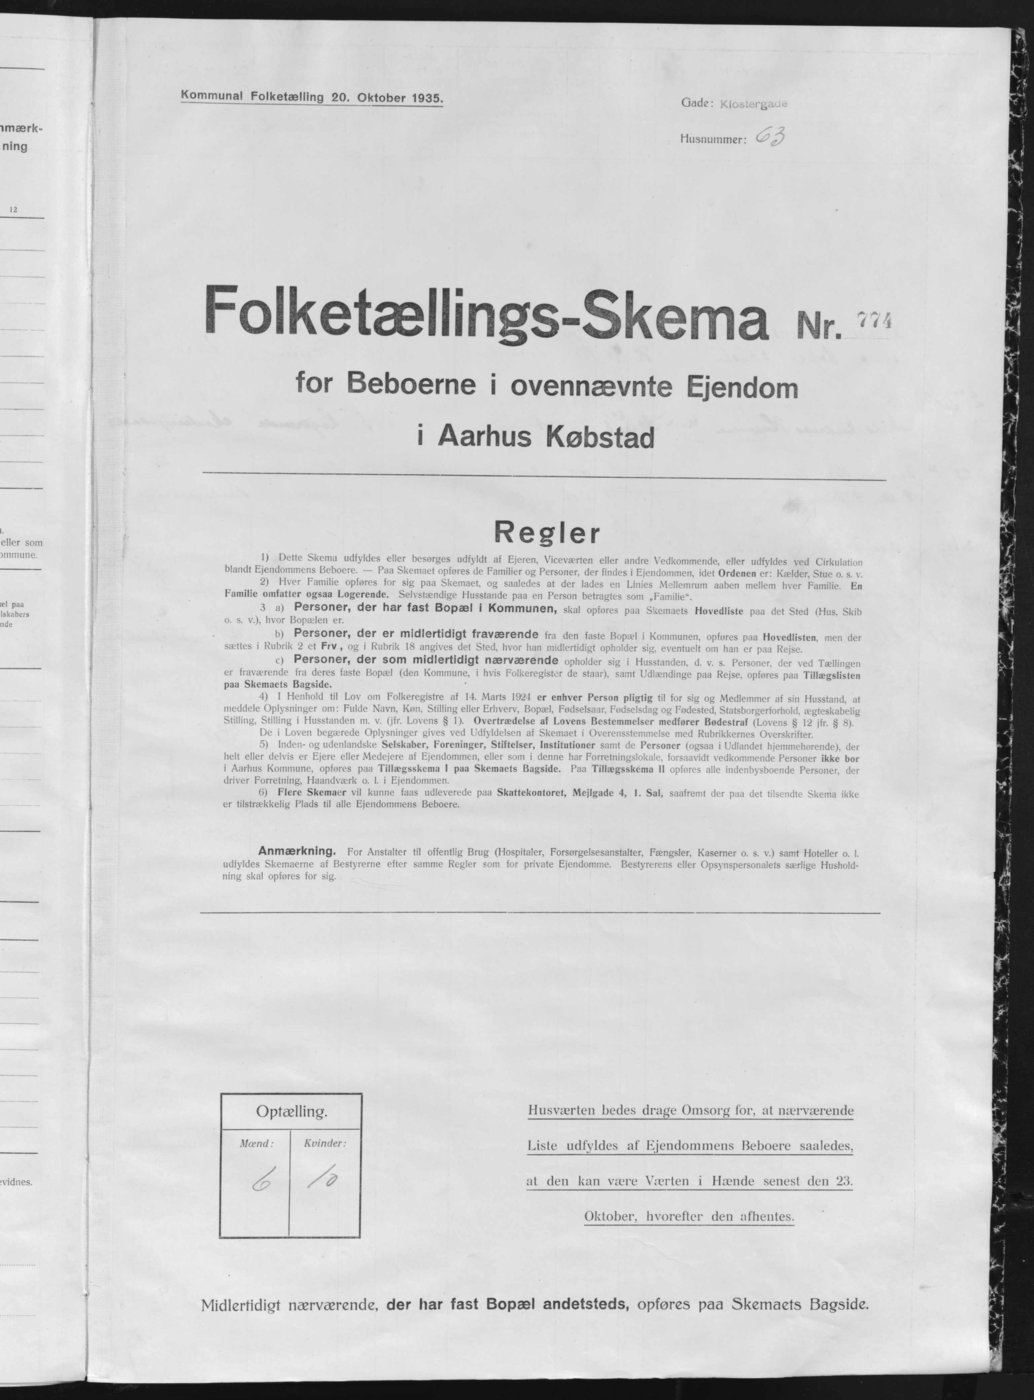 nmærk-
ning
12
eller som
ommune.
æl paa
lskabers
nde
evidnes.
Kommunal Folketælling 20. Oktober 1935.
Gade: Klostergade
Husnummer: 63
Folketællings-Skema Nr. 774
for Beboerne i ovennævnte Ejendom
i Aarhus Købstad
Regler
1) Dette Skema udfyldes eller besørges udfyldt af Ejeren, Viceværten eller andre Vedkommende, eller udfyldes ved Cirkulation
blandt Ejendommens Beboere. — Paa Skemaet opføres de Familier og Personer, der findes i Ejendommen, idet Ordenen er: Kælder, Stue o. s. v.
2) Hver Familie opføres for sig paa Skemaet, og saaledes at der lades en Linies Mellemrum aaben mellem hver Familie. En
Familie omfatter ogsaa Logerende. Selvstændige Husstande paa en Person betragtes som „Familie“.
3 a) Personer, der har fast Bopæl i Kommunen, skal opføres paa Skemaets Hovedliste paa det Sted (Hus, Skib
o. s. v.), hvor Bopælen er.
b) Personer, der er midlertidigt fraværende fra den faste Bopæl i Kommunen, opføres paa Hovedlisten, men der
sættes i Rubrik 2 et Frv., og i Rubrik 18 angives det Sted, hvor han midlertidigt opholder sig, eventuelt om han er paa Rejse.
c) Personer, der som midlertidigt nærværende opholder sig i Husstanden, d. v. s. Personer, der ved Tællingen
er fraværende fra deres faste Bopæl (den Kommune, i hvis Folkeregister de staar), samt Udlændinge paa Rejse, opføres paa Tillægslisten
paa Skemaets Bagside.
4) I Henhold til Lov om Folkeregistre af 14. Marts 1924 er enhver Person pligtig til for sig og Medlemmer af sin Husstand, at
meddele Oplysninger om: Fulde Navn, Køn, Stilling eller Erhverv, Bopæl, Fødselsaar, Fødselsdag og Fødested, Statsborgerforhold, ægteskabelig
Stilling, Stilling i Husstanden m. v. (jfr. Lovens § 1). Overtrædelse af Lovens Bestemmelser medfører Bødestraf (Lovens § 12 jfr. § 8).
De i Loven begærede Oplysninger gives ved Udfyldelsen af Skemaet i Overensstemmelse med Rubrikkernes Overskrifter.
5) Inden- og udenlandske Selskaber, Foreninger, Stiftelser, Institutioner samt de Personer (ogsaa i Udlandet hjemmehørende), der
helt eller delvis er Ejere eller Medejere af Ejendommen, eller som i denne har Forretningslokale, forsaavidt vedkommende Personer ikke bor
i Aarhus Kommune, opføres paa Tillægsskema I paa Skemaets Bagside. Paa Tillægsskema II opføres alle indenbysboende Personer, der
driver Forretning, Haandværk o. l. i Ejendommen.
6) Flere Skemaer vil kunne faas udleverede paa Skattekontoret, Mejlgade 4, 1. Sal, saafremt der paa det tilsendte Skema ikke
er tilstrækkelig Plads til alle Ejendommens Beboere.
Anmærkning. For Anstalter til offentlig Brug (Hospitaler, Forsørgelsesanstalter, Fængsler, Kaserner o. s. v.) samt Hoteller o. l.
udfyldes Skemaerne af Bestyrerne efter samme Regler som for private Ejendomme. Bestyrerens eller Opsynspersonalets særlige Hushold-
ning skal opføres for sig.
Optælling.
Mænd: Kvinder:
6 10
Husværten bedes drage Omsorg for, at nærværende
Liste udfyldes af Ejendommens Beboere saaledes,
at den kan være Værten i Hænde senest den 23.
Oktober, hvorefter den afhentes.
Midlertidigt nærværende, der har fast Bopæl andetsteds, opføres paa Skemaets Bagside.